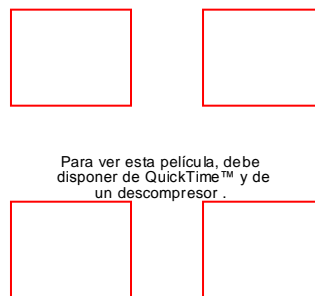 Para ver esta película, debe
disponer de QuickTime™ y de
un descompresor .